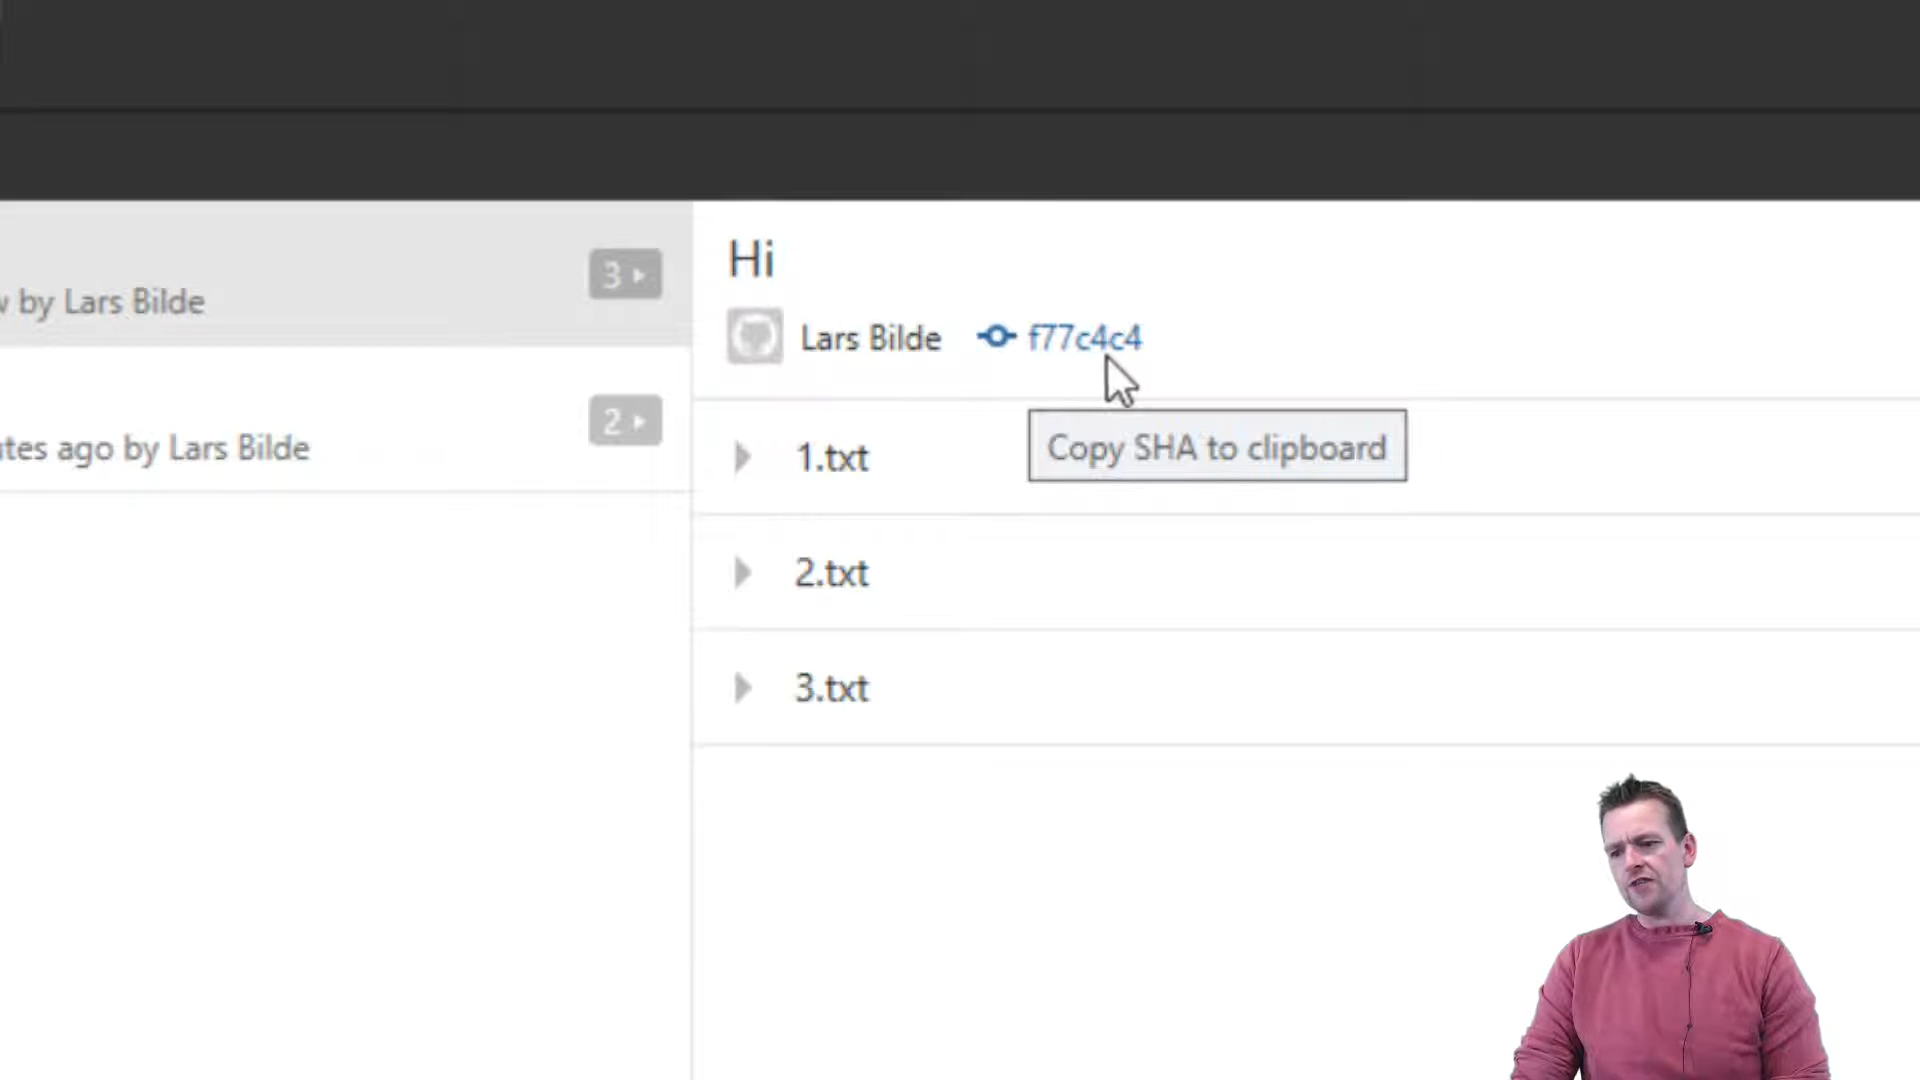 3
by Lars Bilde
2
ago by Lars Bilde
Hi
Lars Bilde f77c4c4
Copy SHA to clipboard
1.txt
2.txt
3.txt